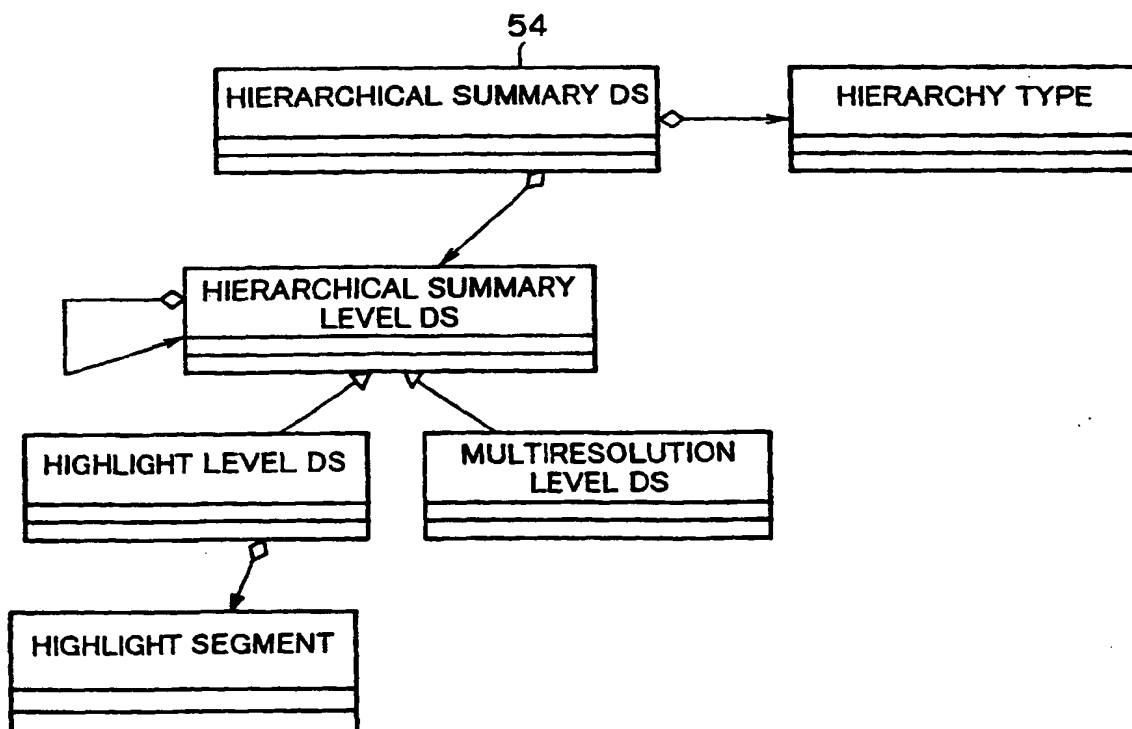 54
HIERARCHICAL SUMMARY DS
HIERARCHY TYPE
HIERARCHICAL SUMMARY
LEVEL DS
HIGHLIGHT LEVEL DS
MULTIRESOLUTION
LEVEL DS
HIGHLIGHT SEGMENT